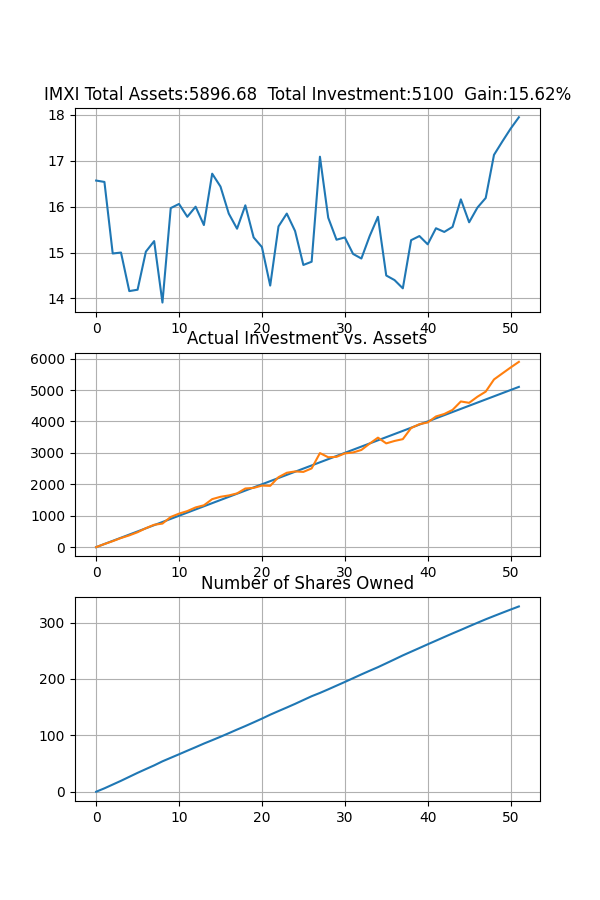 IMXI Total Assets:5896.68  Total Investment:5100  Gain:15.62%
18
17
16
15
14
0 10 20 30 40 50
Actual Investment vs. Assets
6000
5000
4000
3000
2000
1000
0
0 10 20 30 40 50
Number of Shares Owned
300
200
100
0
0 10 20 30 40 50